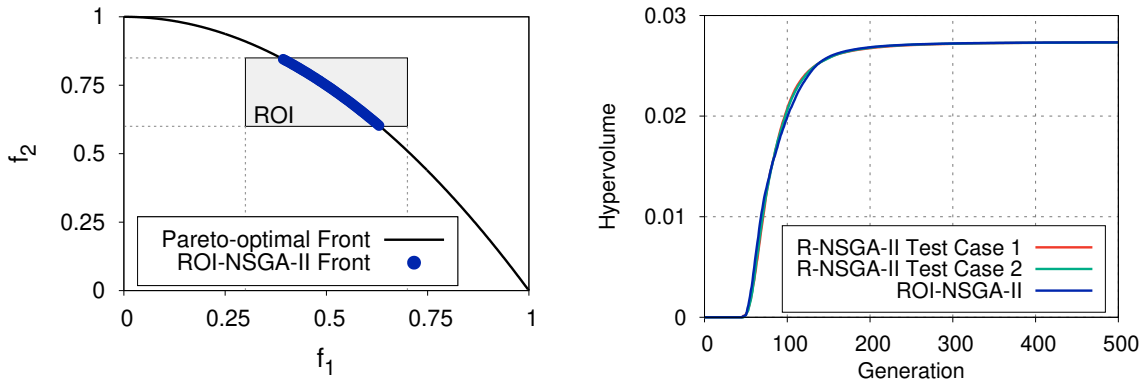 1
0.75
0.5
0.25
0
f2
ROI
Pareto-optimal Front
ROI-NSGA-II Front
0 0.25 0.5 0.75 1
f1
0.03
0.02
0.01
0
Hypervolume
R-NSGA-II Test Case 1
R-NSGA-II Test Case 2
ROI-NSGA-II
0 100 200 300 400 500
Generation